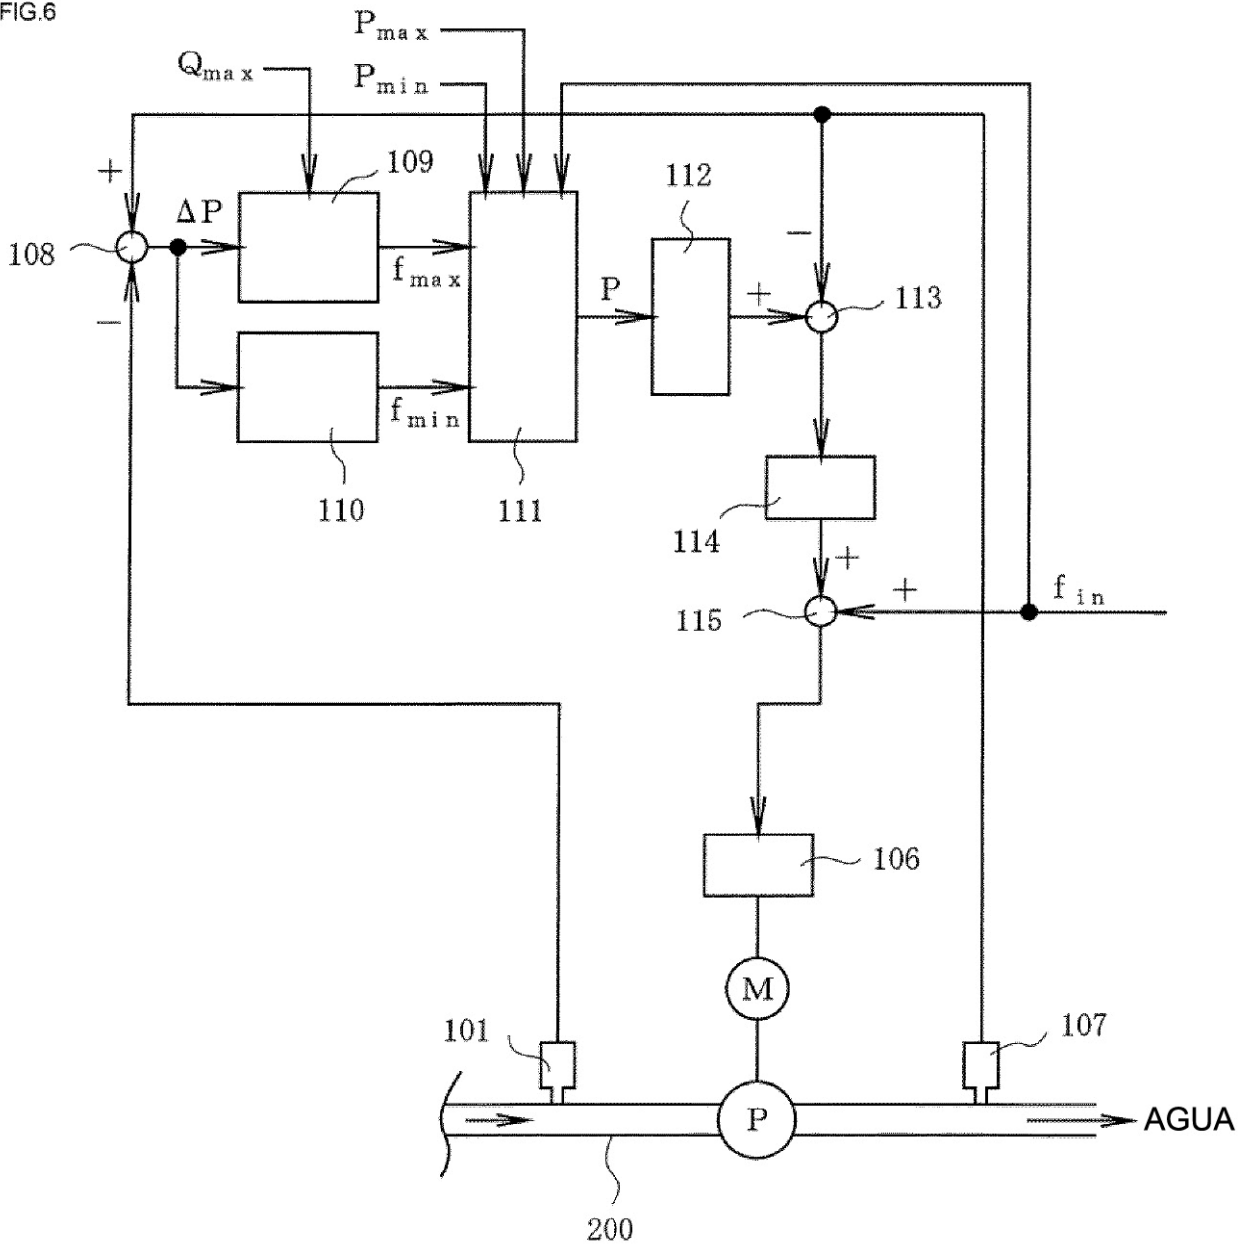 FIG.6
Pmax
Qmax
Pmin
+
109
112
ΔP
108
−
fmax
P
+
113
−
fmin
110
111
114
+
+
fin
115
106
M
101
107
P
AGUA
200